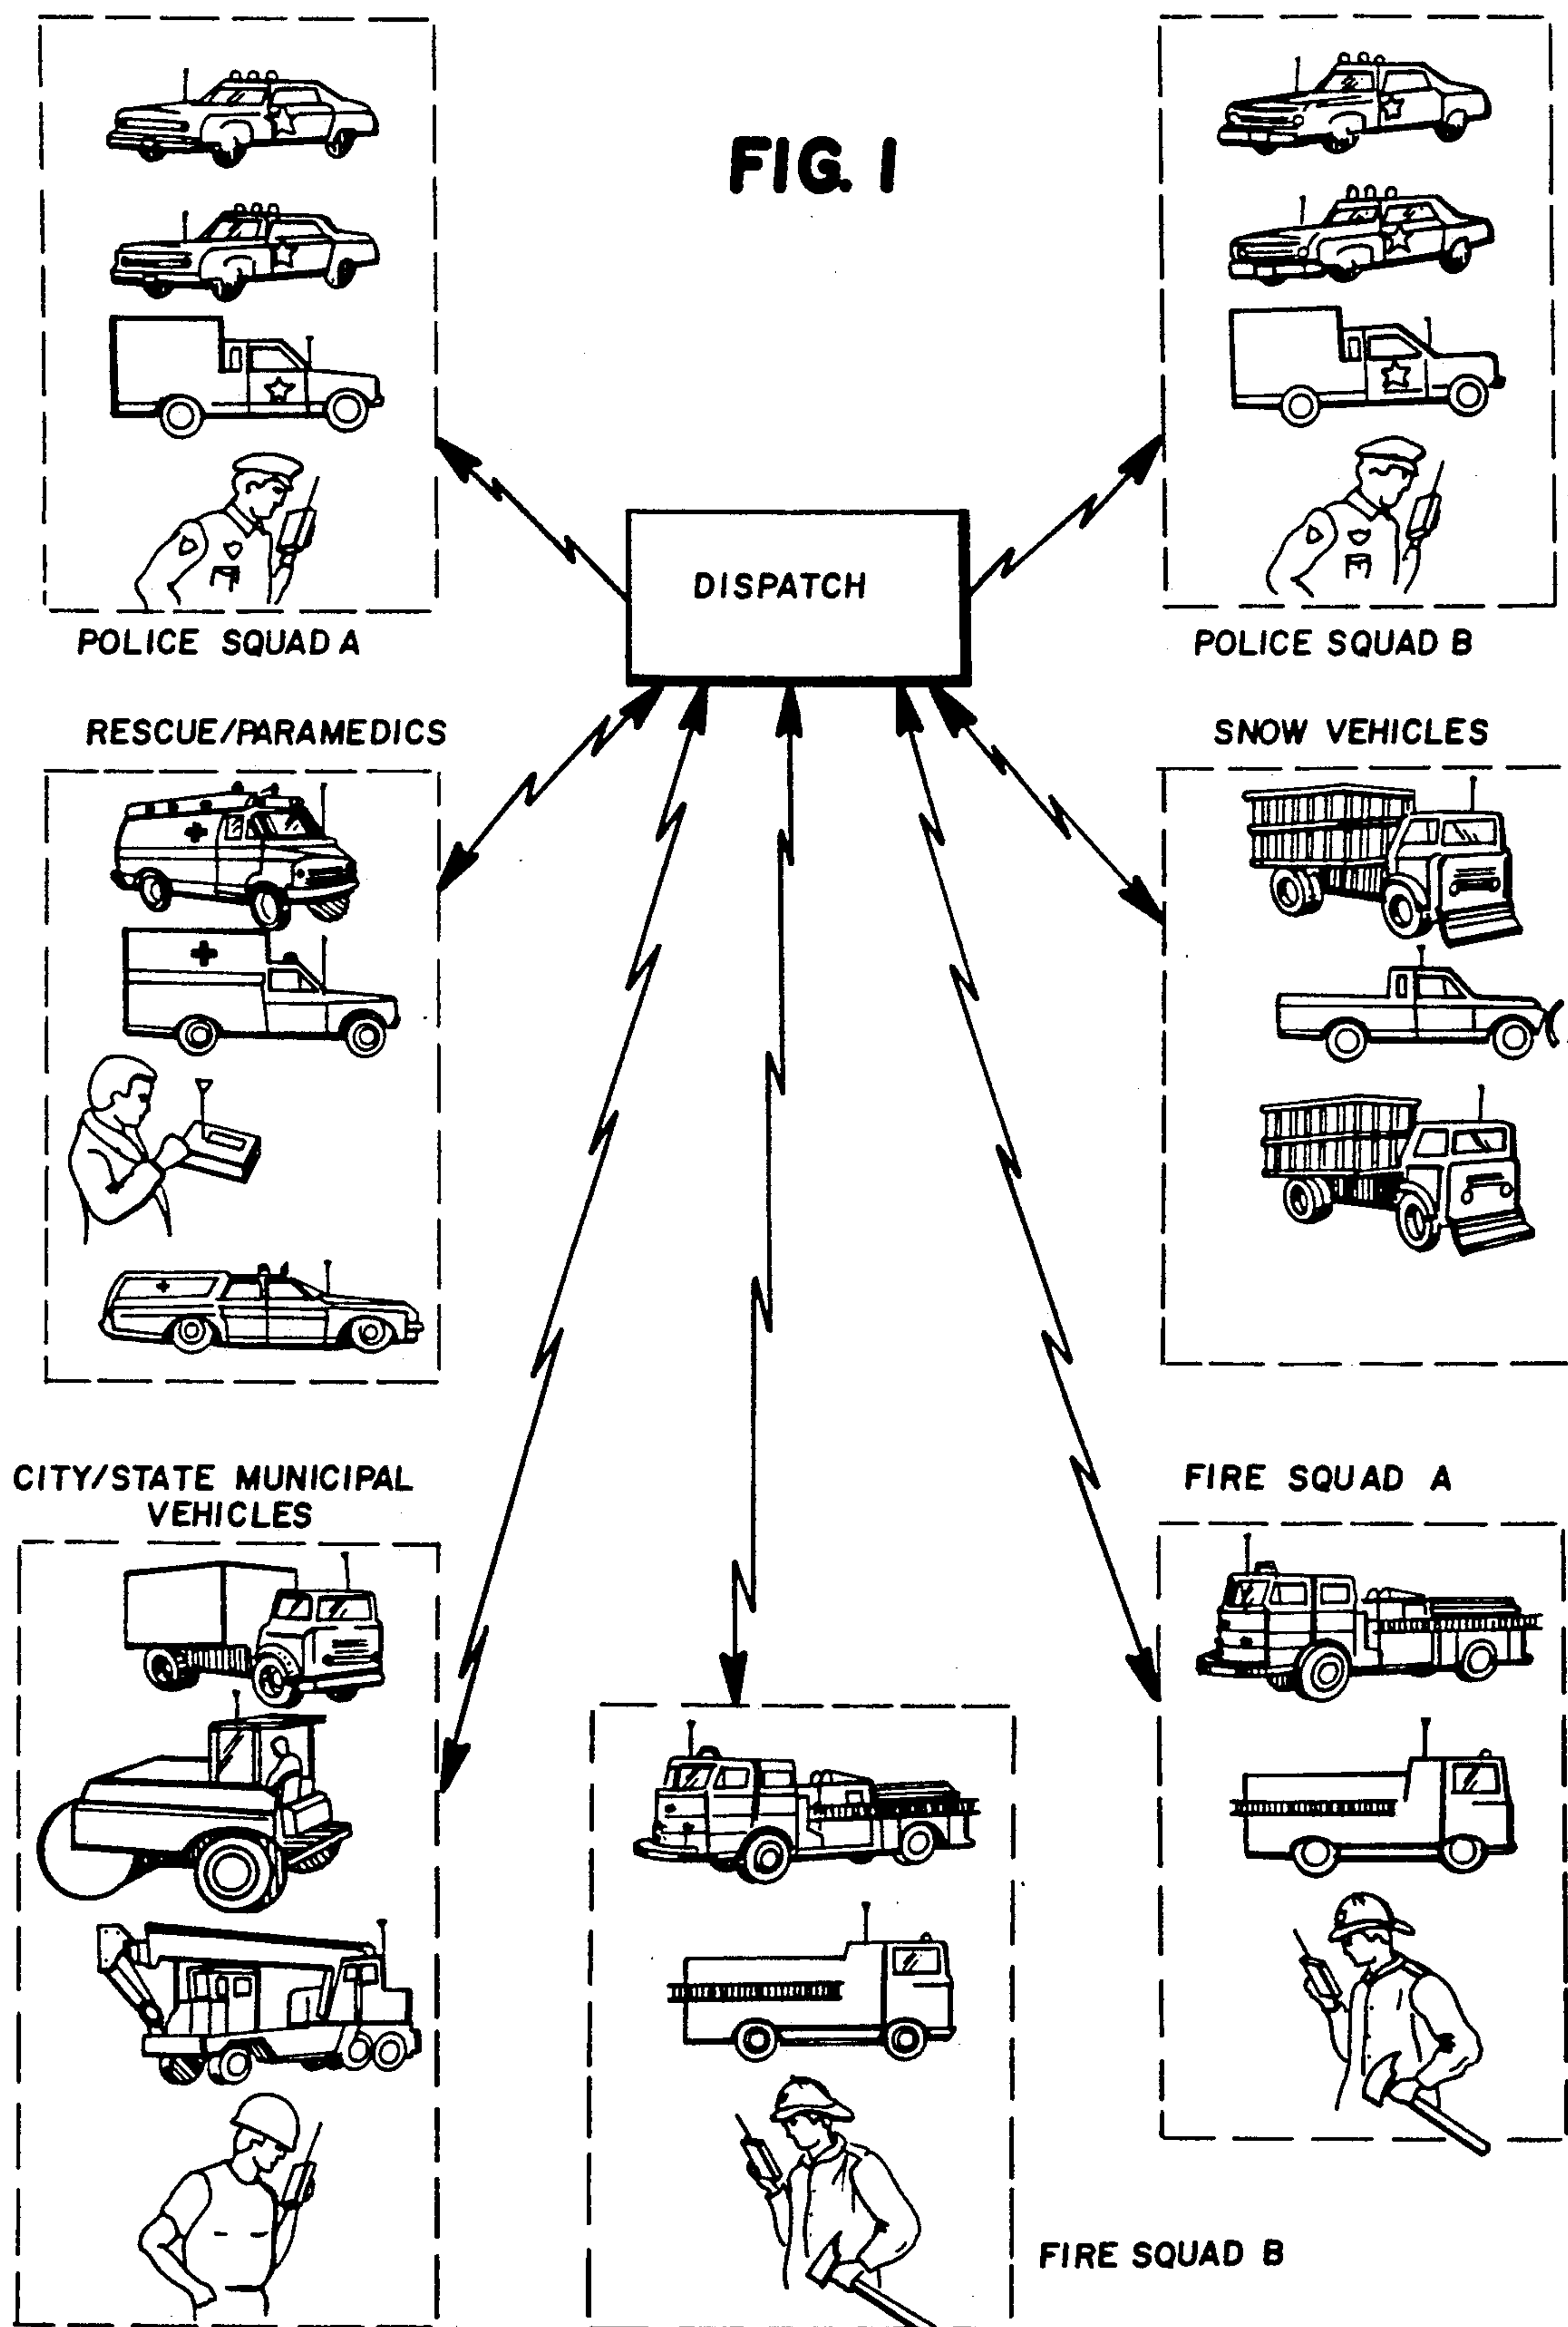 FIG. 1
DISPATCH
POLICE SQUAD A
POLICE SQUAD B
RESCUE/PARAMEDICS
SNOW VEHICLES
CITY/STATE MUNICIPAL
VEHICLES
FIRE SQUAD A
FIRE SQUAD B